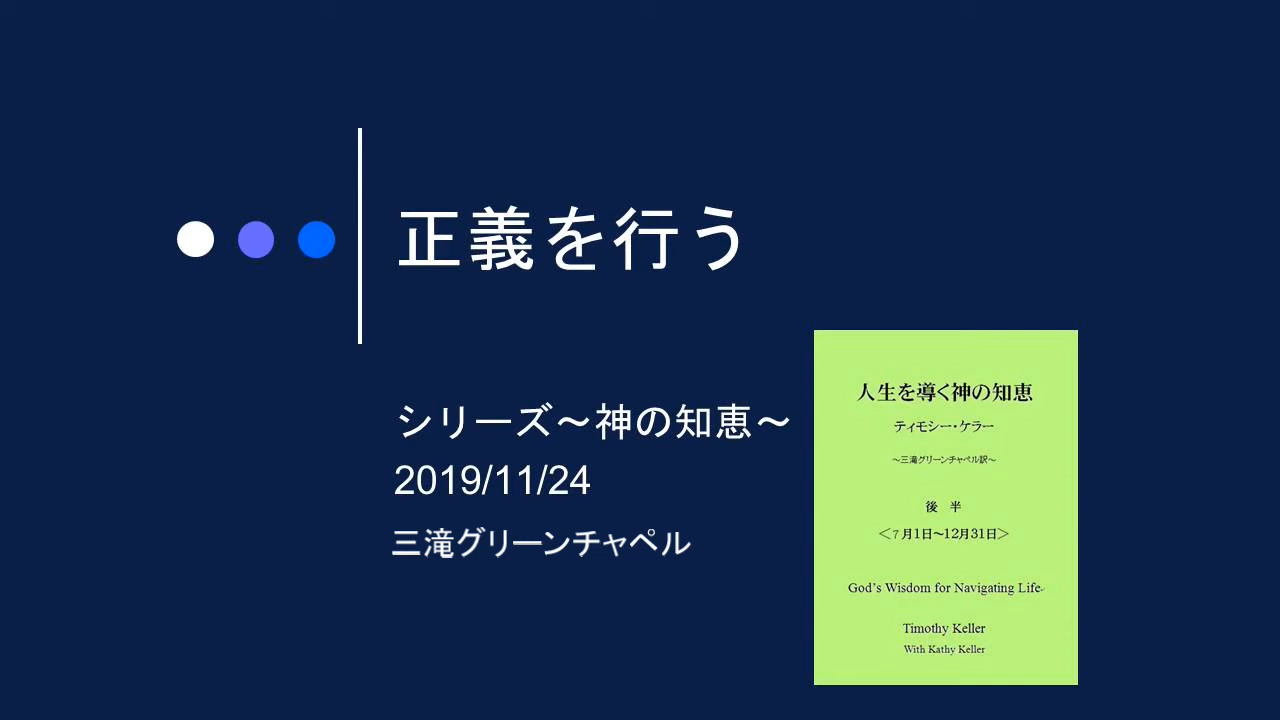 正義を行う
シリーズ～神の知恵～
2019/11/24
三滝グリーンチャペル
人生を導く神の知恵
ティモシー・ケラー
～三滝グリーンチャペル訳～
後　半
＜７月1日～12月31日＞
God's Wisdom for Navigating Life
Timothy Keller
With Kathy Keller